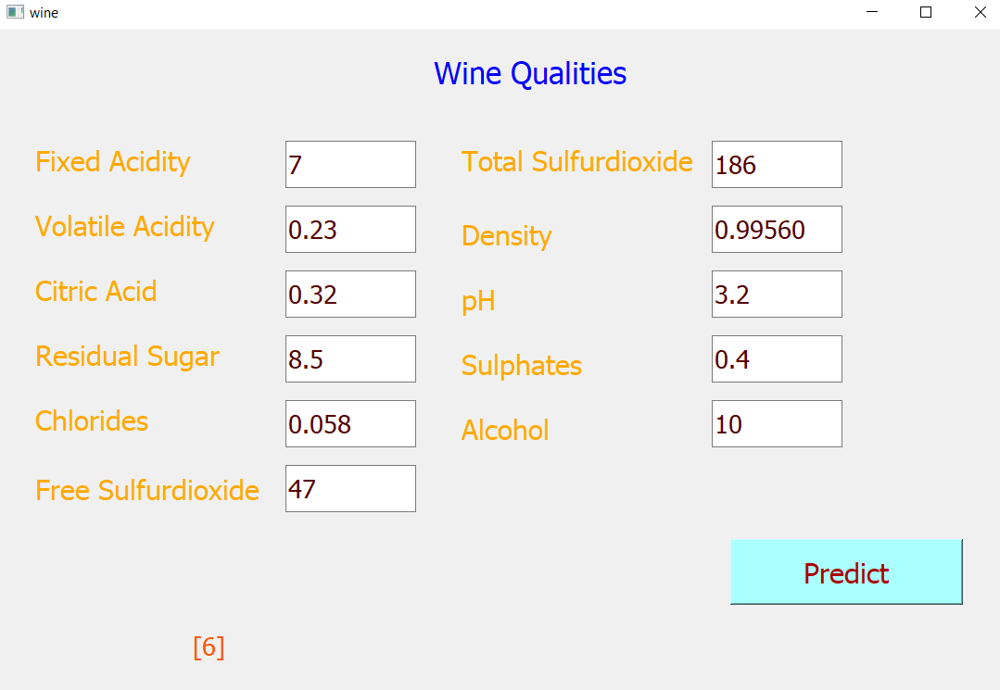 wine
Wine Qualities
Fixed Acidity 7 Total Sulfurdioxide 186
Volatile Acidity 0.23 Density 0.99560
Citric Acid 0.32 pH 3.2
Residual Sugar 8.5 Sulphates 0.4
Chlorides 0.058 Alcohol 10
Free Sulfurdioxide 47
Predict
[6]